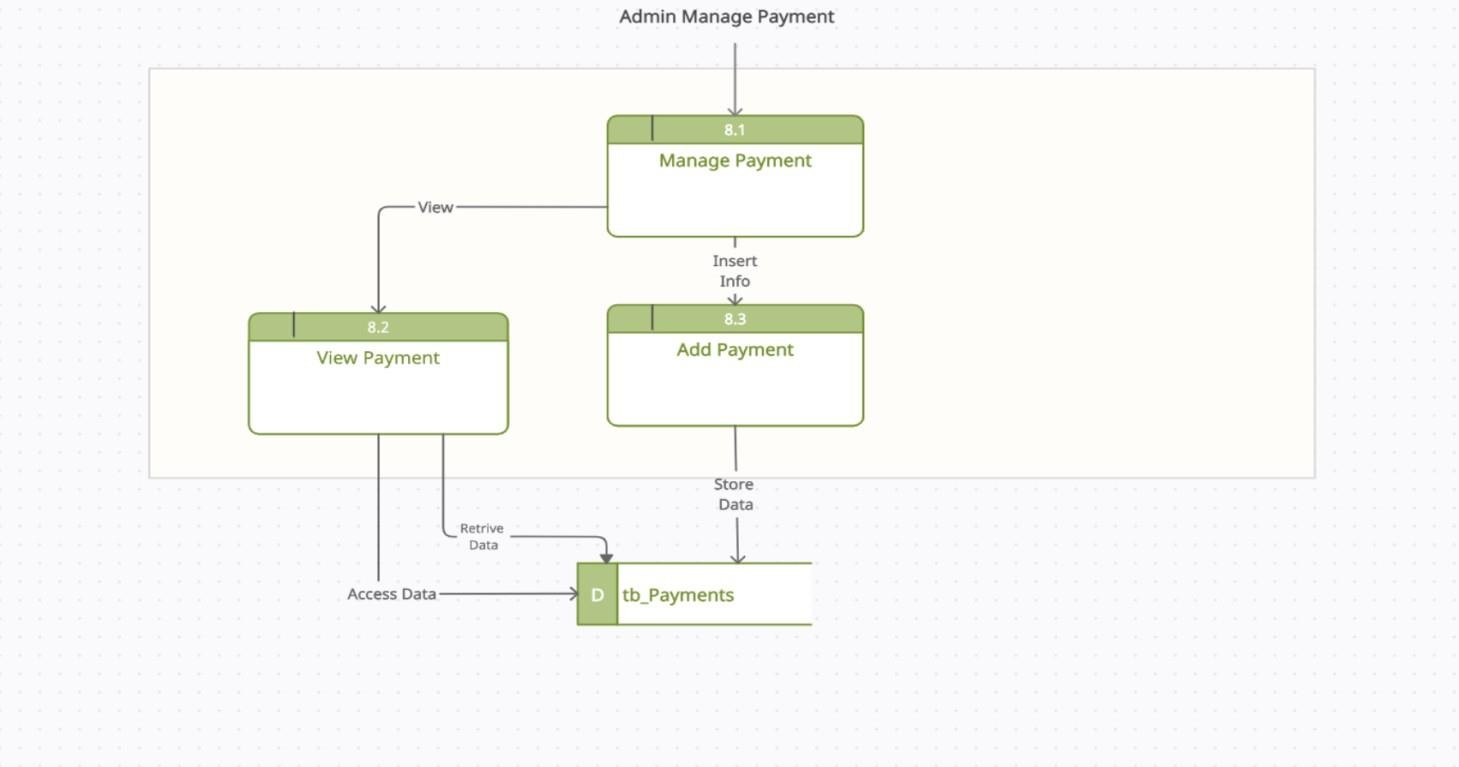 Admin Manage Payment
8.1
Manage Payment
View
Insert
Info
8.2
View Payment
8.3
Add Payment
Store
Data
Retrive
Data
Access Data
D
tb_Payments